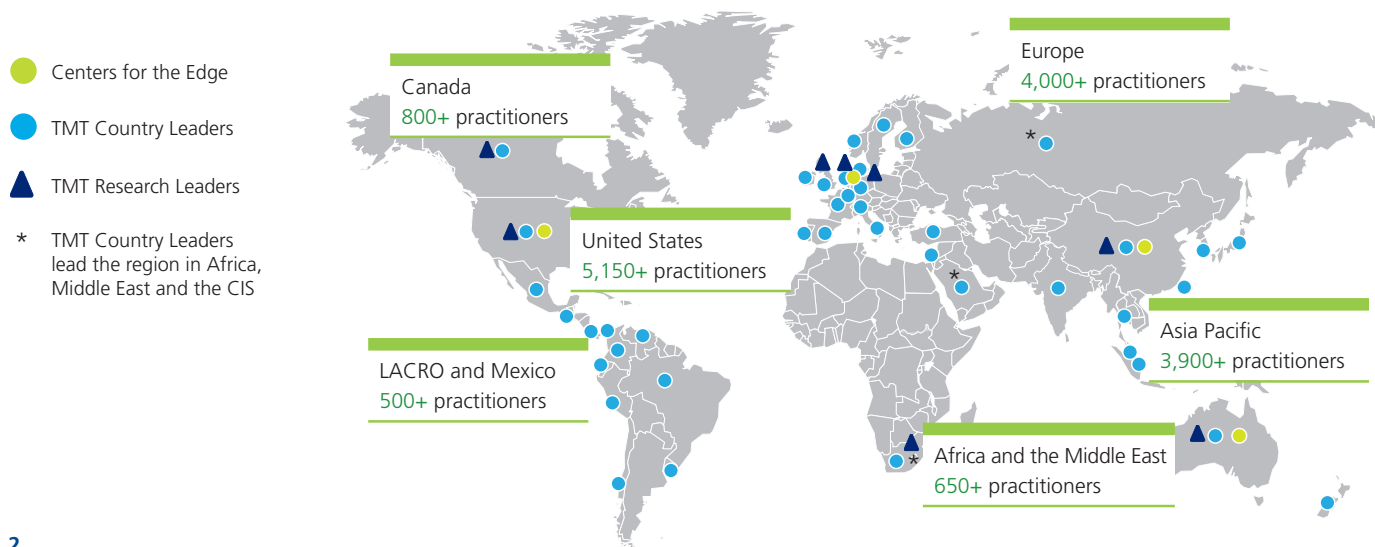 Centers for the Edge
TMT Country Leaders
TMT Research Leaders
* TMT Country Leaders
lead the region in Africa,
Middle East and the CIS
Canada
800+ practitioners
Europe
4,000+ practitioners
*
United States
5,150+ practitioners
*
LACRO and Mexico
500+ practitioners
Asia Pacific
3,900+ practitioners
Africa and the Middle East
650+ practitioners
*
2